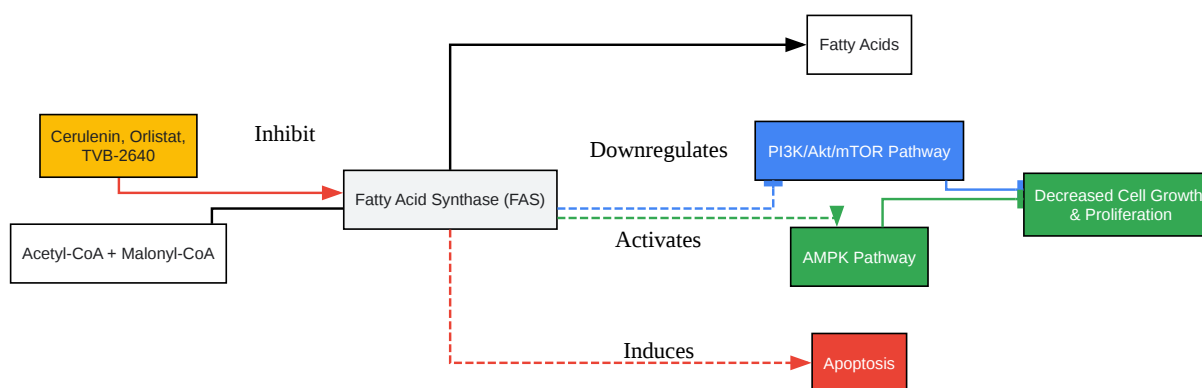 Fatty Acids
Cerulenin, Orlistat,
TVB-2640
Inhibit
Downregulates
PI3K/Akt/mTOR Pathway
Fatty Acid Synthase (FAS)
Decreased Cell Growth
& Proliferation
Acetyl-CoA + Malonyl-CoA
Activates
AMPK Pathway
Induces
Apoptosis